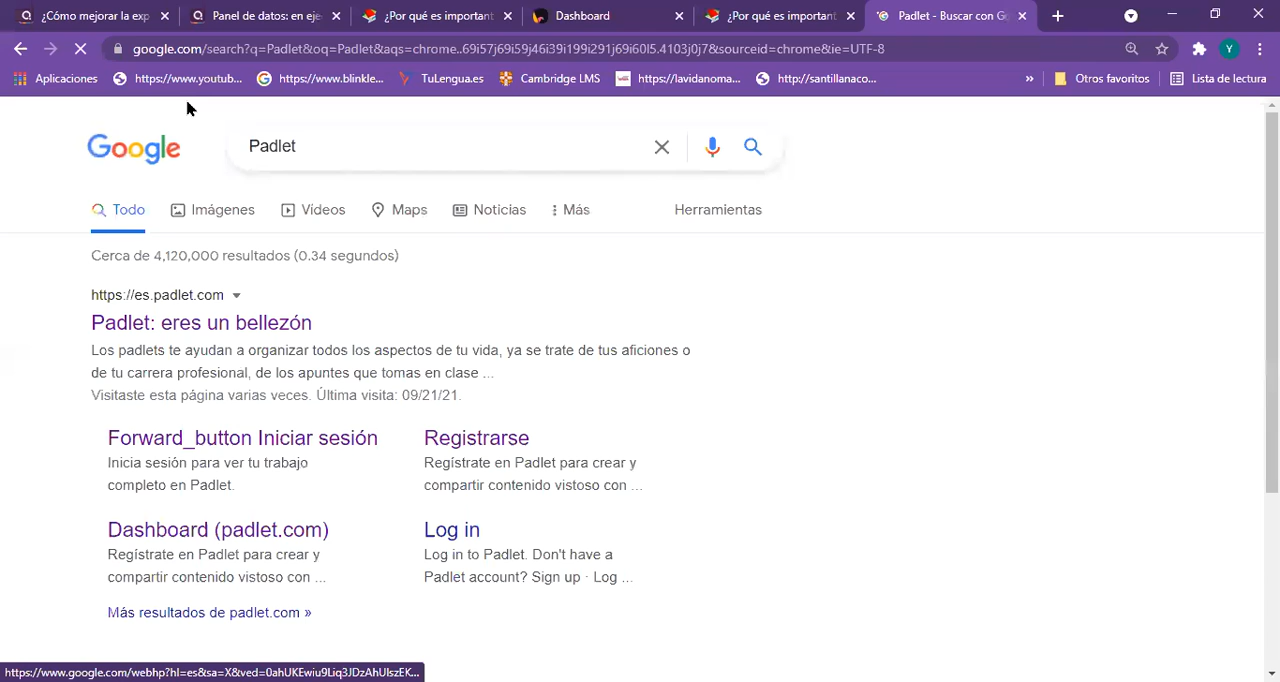 ¿Cómo mejorar la exp
Panel de datos: en eje
¿Por qué es important
Dashboard
¿Por qué es important
Padlet - Buscar con Go
google.com/search?q=Padlet&oq=Padlet&aqs=chrome..69i57j69i59j46i39i199i291j69i60l5.4103j0j7&sourceid=chrome&ie=UTF-8
Y
Aplicaciones
https://www.youtub...
https://www.blinkle...
TuLengua.es
Cambridge LMS
https://lavidanoma...
http://santillanaco...
»
Otros favoritos
Lista de lectura
Google
Padlet
Todo
Imágenes
Vídeos
Maps
Noticias
Más
Herramientas
Cerca de 4,120,000 resultados (0.34 segundos)
https://es.padlet.com
Padlet: eres un bellezón
Los padlets te ayudan a organizar todos los aspectos de tu vida, ya se trate de tus aficiones o
de tu carrera profesional, de los apuntes que tomas en clase ...
Visitaste esta página varias veces. Última visita: 09/21/21.
Forward_button Iniciar sesión
Inicia sesión para ver tu trabajo
completo en Padlet.
Registrarse
Regístrate en Padlet para crear y
compartir contenido vistoso con ...
Dashboard (padlet.com)
Regístrate en Padlet para crear y
compartir contenido vistoso con ...
Log in
Log in to Padlet. Don't have a
Padlet account? Sign up · Log ...
Más resultados de padlet.com »
https://www.google.com/webhp?hl=es&sa=X&ved=0ahUKEwiu9Liq3JDzAhUlszEK...